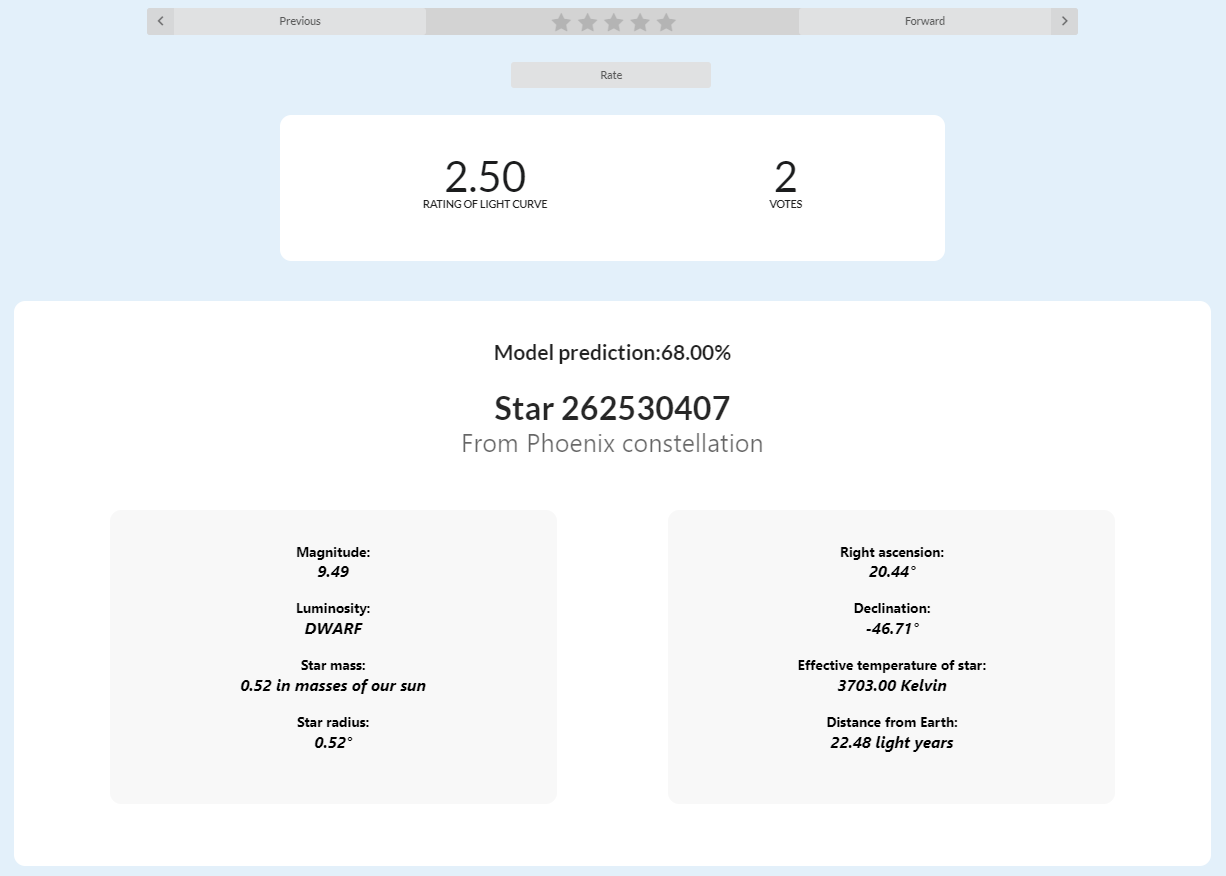 Previous
Forward
Rate
2.50
RATING OF LIGHT CURVE
2
VOTES
Model prediction:68.00%
Star 262530407
From Phoenix constellation
Magnitude:
9.49
Luminosity:
DWARF
Star mass:
0.52 in masses of our sun
Star radius:
0.52°
Right ascension:
20.44°
Declination:
-46.71°
Effective temperature of star:
3703.00 Kelvin
Distance from Earth:
22.48 light years